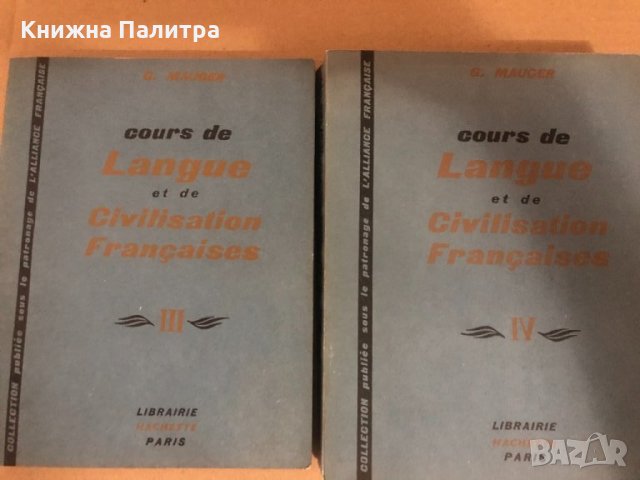 Книжна Палитра
G. MAUGER
cours de
Langue
et de
Civilisation
Françaises
III
LIBRAIRIE
HACHETTE
PARIS
COLLECTION publiée sous le patronage de L'ALLIANCE FRANÇAISE
G. MAUGER
cours de
Langue
et de
Civilisation
Françaises
IV
LIBRAIRIE
HACHETTE
PARIS
COLLECTION publiée sous le patronage de L'ALLIANCE FRANÇAISE
BAZAR